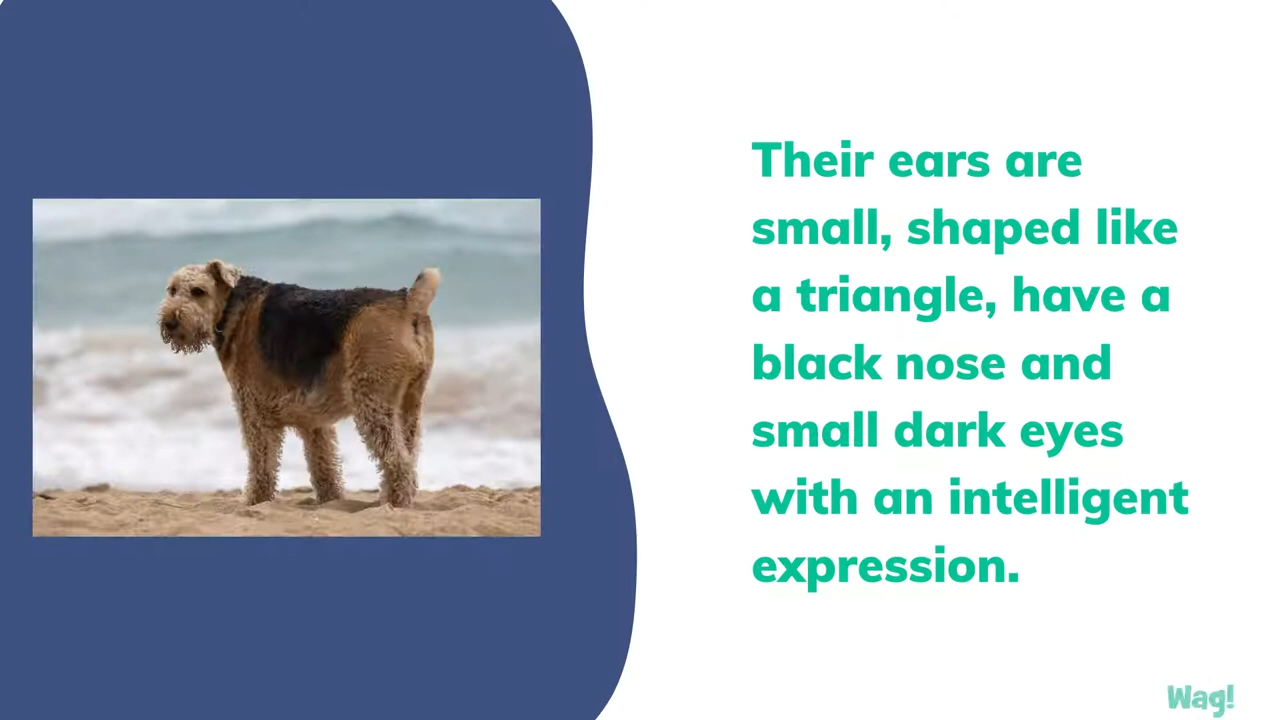 Their ears are
small, shaped like
a triangle, have a
black nose and
small dark eyes
with an intelligent
expression.
Wag!